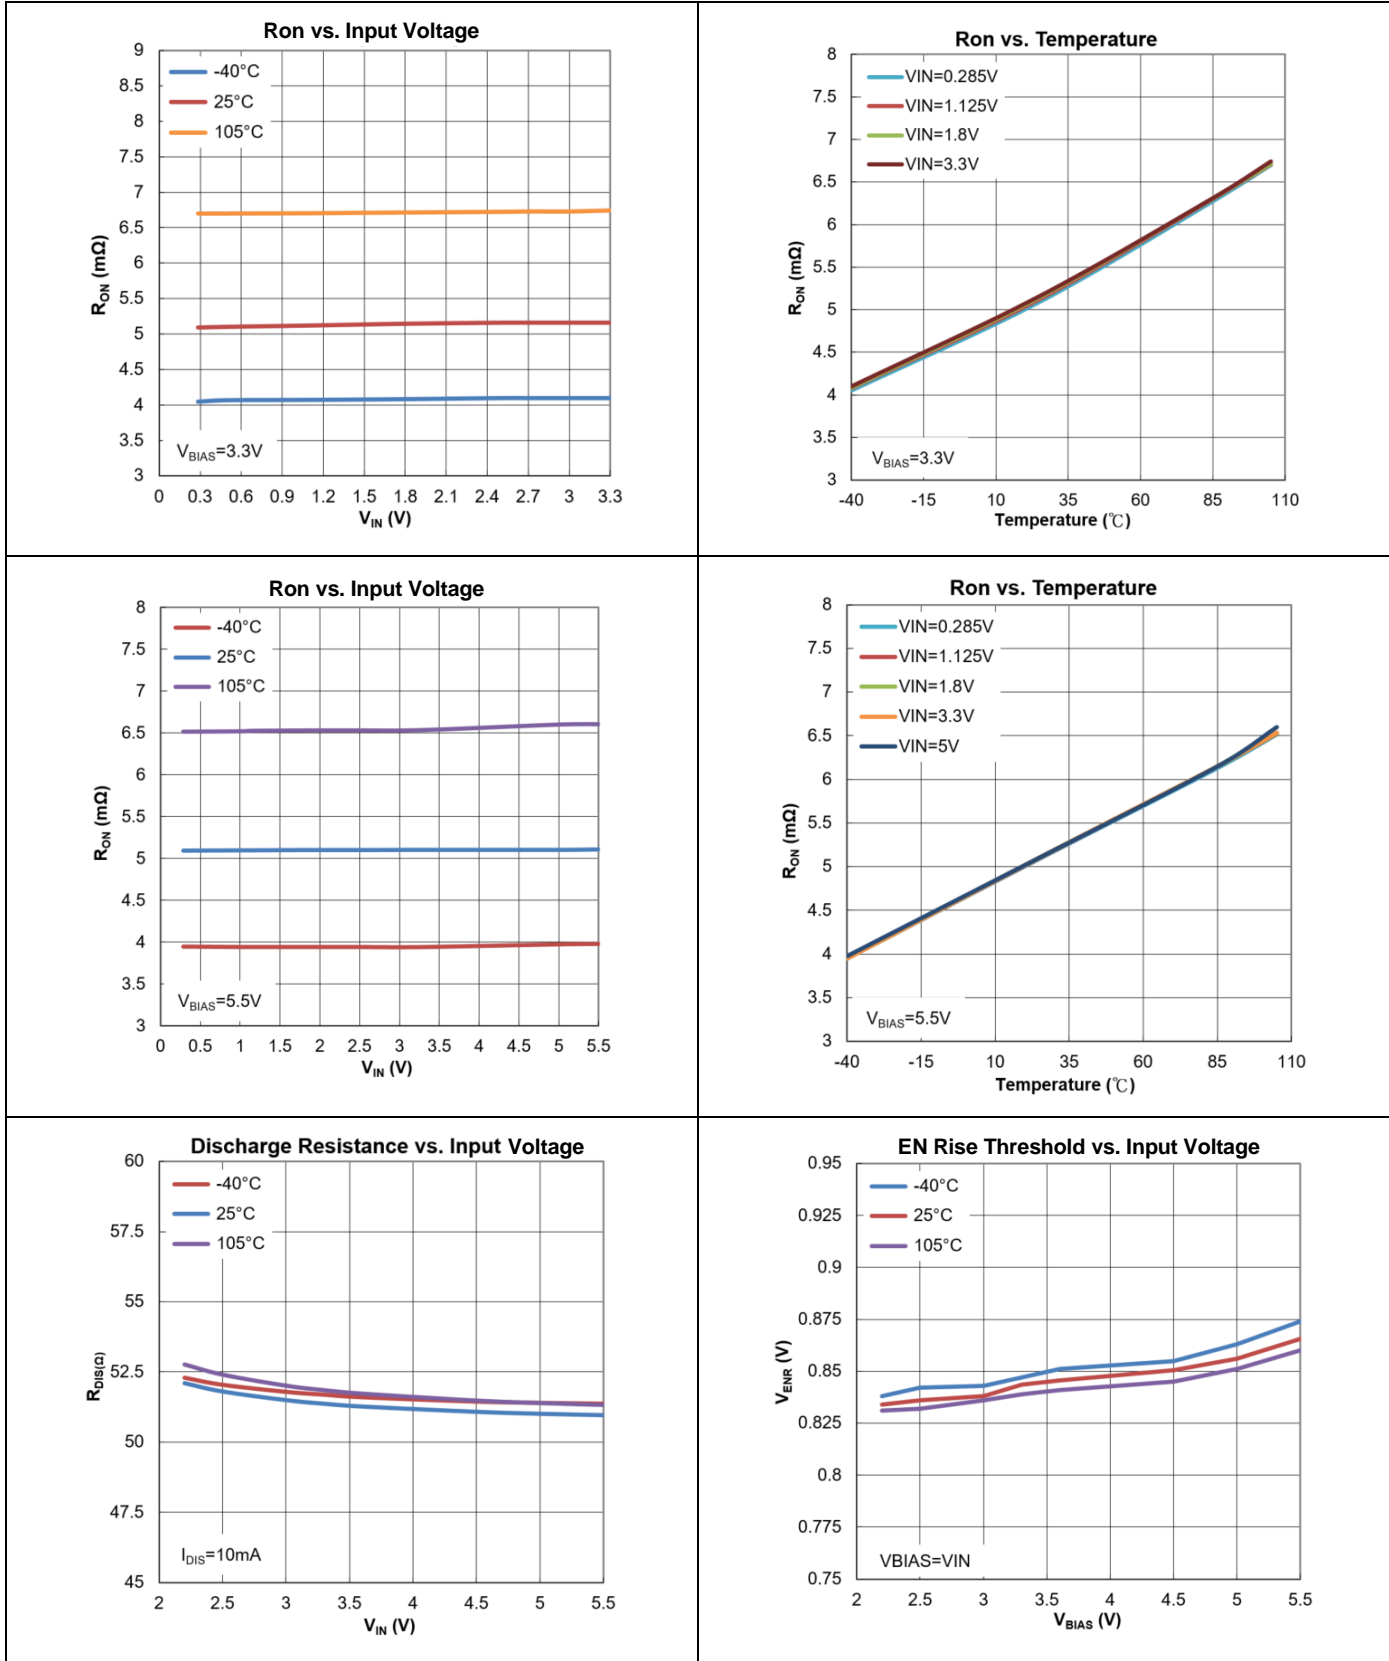 Ron vs. Input Voltage
9
8.5
8
7.5
7
6.5
6
5.5
5
4.5
4
3.5
3
-40°C
25°C
105°C
RON (mΩ)
VBIAS=3.3V
0 0.3 0.6 0.9 1.2 1.5 1.8 2.1 2.4 2.7 3 3.3
VIN (V)
Ron vs. Temperature
8
7.5
7
6.5
6
5.5
5
4.5
4
3.5
3
VIN=0.285V
VIN=1.125V
VIN=1.8V
VIN=3.3V
RON (mΩ)
VBIAS=3.3V
-40 -15 10 35 60 85 110
Temperature (℃)
Ron vs. Input Voltage
8
7.5
7
6.5
6
5.5
5
4.5
4
3.5
3
-40°C
25°C
105°C
RON (mΩ)
VBIAS=5.5V
0 0.5 1 1.5 2 2.5 3 3.5 4 4.5 5 5.5
VIN (V)
Ron vs. Temperature
8
7.5
7
6.5
6
5.5
5
4.5
4
3.5
3
VIN=0.285V
VIN=1.125V
VIN=1.8V
VIN=3.3V
VIN=5V
RON (mΩ)
VBIAS=5.5V
-40 -15 10 35 60 85 110
Temperature (℃)
Discharge Resistance vs. Input Voltage
60
57.5
55
52.5
50
47.5
45
-40°C
25°C
105°C
RDIS(Ω)
IDIS=10mA
2 2.5 3 3.5 4 4.5 5 5.5
VIN (V)
EN Rise Threshold vs. Input Voltage
0.95
0.925
0.9
0.875
0.85
0.825
0.8
0.775
0.75
-40°C
25°C
105°C
VENR (V)
VBIAS=VIN
2 2.5 3 3.5 4 4.5 5 5.5
VBIAS (V)